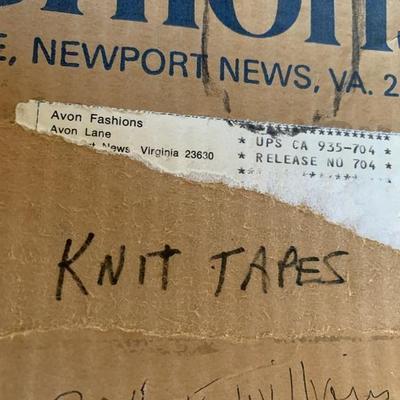 E, NEWPORT NEWS, VA. 2
Avon Fashions
Avon Lane
News Virginia 23630
* UPS CA 935-704 *
* RELEASE NO 704 *
KNIT TAPES